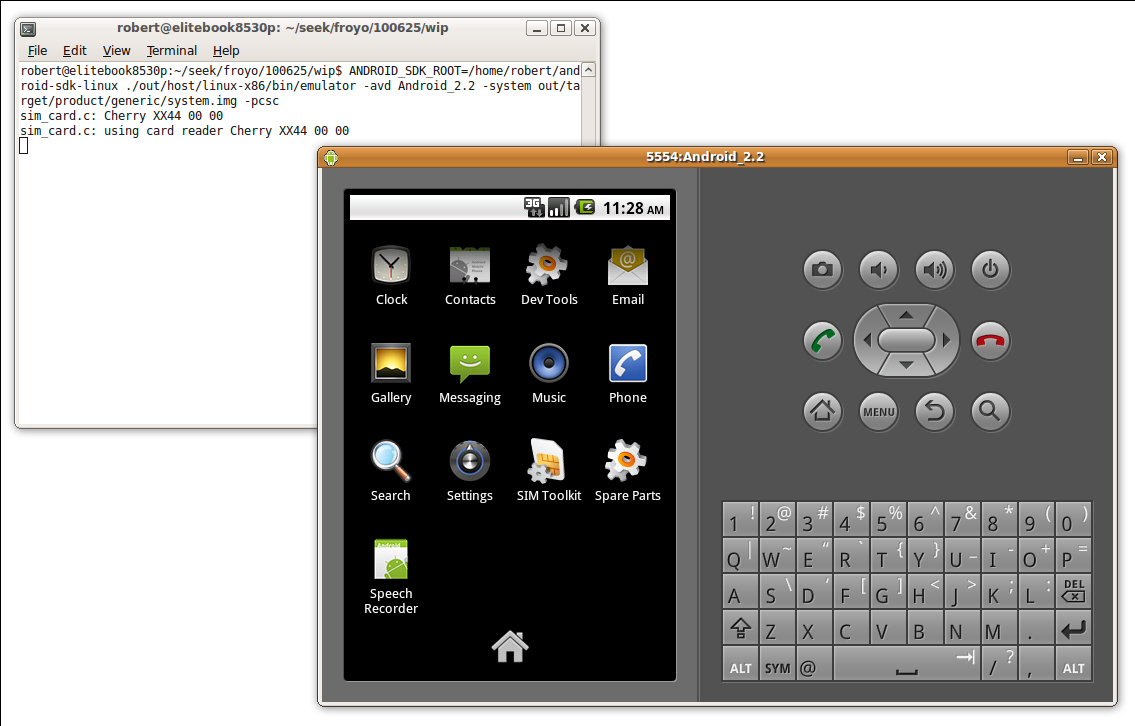 robert@elitebook8530p: ~/seek/froyo/100625/wip
File Edit View Terminal Help
robert@elitebook8530p:~/seek/froyo/100625/wip$ ANDROID_SDK_ROOT=/home/robert/and
roid-sdk-linux ./out/host/linux-x86/bin/emulator -avd Android_2.2 -system out/ta
rget/product/generic/system.img -pcsc
sim_card.c: Cherry XX44 00 00
sim_card.c: using card reader Cherry XX44 00 00
5554:Android_2.2
3G 11:28 AM
Clock Contacts Dev Tools Email
Gallery Messaging Music Phone
Search Settings SIM Toolkit Spare Parts
Android
Speech
Recorder
MENU
1 ! 2 @ 3 # 4 $ 5 % 6 ^ 7 & 8 * 9 ( 0 )
Q | W ~ E “ R ` T { Y } U _ I - O + P =
A S \ D ‘ F [ G ] H < J > K ; L : DEL
Z X C V B N M .
ALT SYM @ / ? , ALT